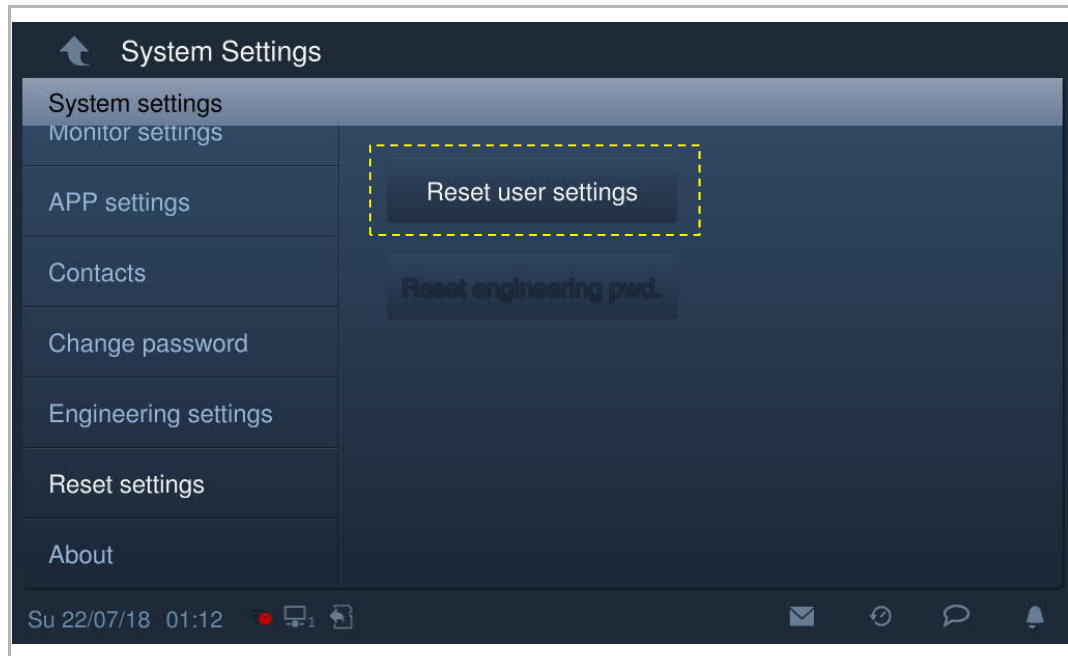 System Settings
System settings
Monitor settings
APP settings
Contacts
Change password
Engineering settings
Reset settings
About
Reset user settings
Reset engineering pwd.
Su 22/07/18 01:12
1